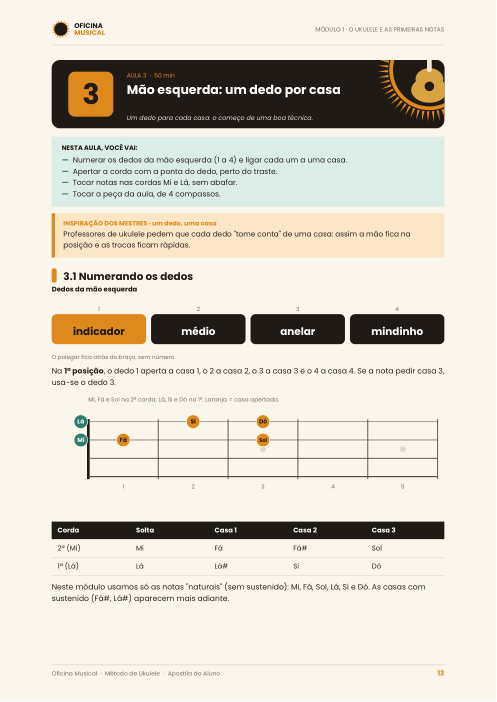 OFICINA
MUSICAL
MÓDULO 1 · O UKULELE E AS PRIMEIRAS NOTAS
3
AULA 3 · 50 min
Mão esquerda: um dedo por casa
Um dedo para cada casa: o começo de uma boa técnica.
NESTA AULA, VOCÊ VAI:
— Numerar os dedos da mão esquerda (1 a 4) e ligar cada um a uma casa.
— Apertar a corda com a ponta do dedo, perto do traste.
— Tocar notas nas cordas Mi e Lá, sem abafar.
— Tocar a peça da aula, de 4 compassos.
INSPIRAÇÃO DOS MESTRES · um dedo, uma casa
Professores de ukulele pedem que cada dedo "tome conta" de uma casa: assim a mão fica na
posição e as trocas ficam rápidas.
3.1 Numerando os dedos
Dedos da mão esquerda
1 2 3 4
indicador médio anelar mindinho
O polegar fica atrás do braço, sem número.
Na 1ª posição, o dedo 1 aperta a casa 1, o 2 a casa 2, o 3 a casa 3 e o 4 a casa 4. Se a nota pedir casa 3,
usa-se o dedo 3.
Mi, Fá e Sol na 2ª corda; Lá, Si e Dó na 1ª. Laranja = casa apertada.
Lá Si Dó
Mi Fá Sol
1 2 3 4 5
Corda Solta Casa 1 Casa 2 Casa 3
2ª (Mi) Mi Fá Fá# Sol
1ª (Lá) Lá Lá# Si Dó
Neste módulo usamos só as notas "naturais" (sem sustenido): Mi, Fá, Sol, Lá, Si e Dó. As casas com
sustenido (Fá#, Lá#) aparecem mais adiante.
Oficina Musical · Método de Ukulele · Apostila do Aluno
13